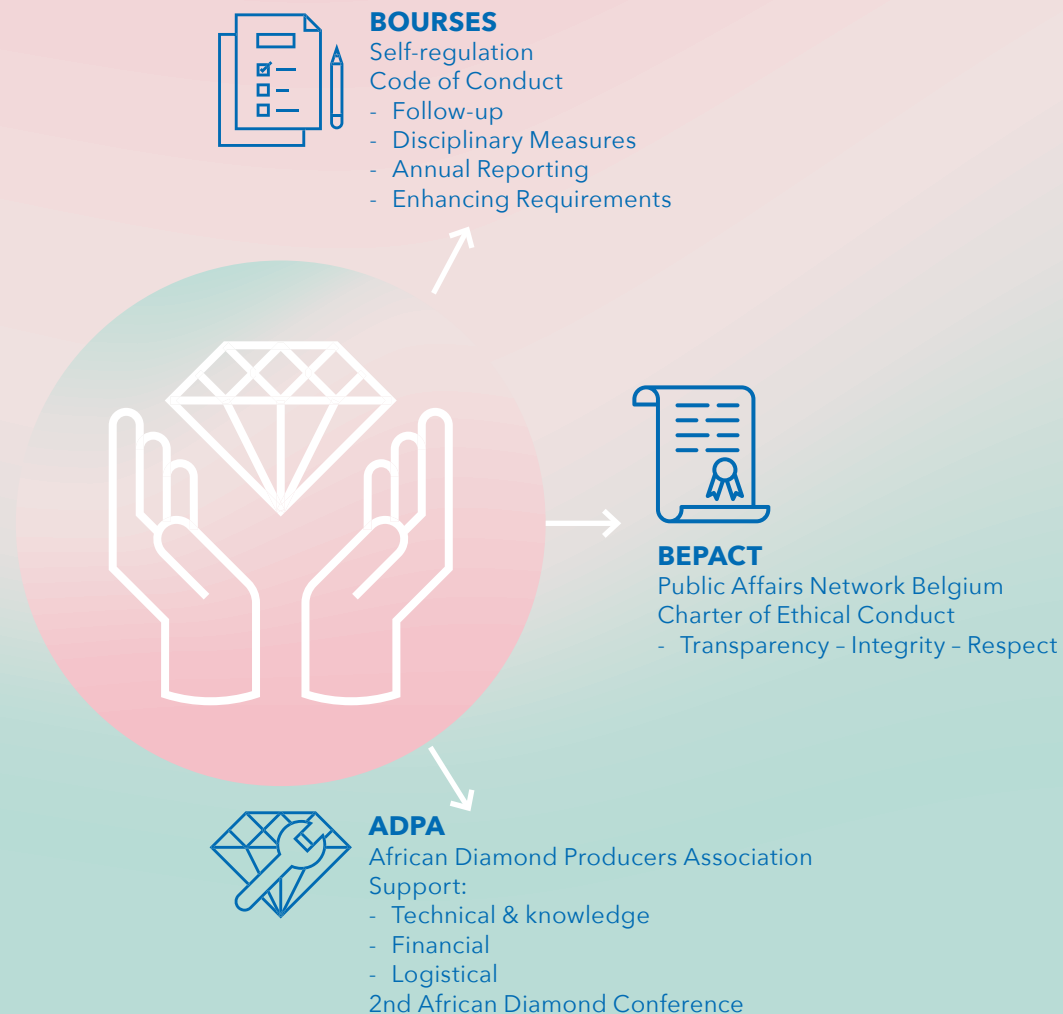 BOURSES
Self-regulation
Code of Conduct
- Follow-up
- Disciplinary Measures
- Annual Reporting
- Enhancing Requirements
BEPACT
Public Affairs Network Belgium
Charter of Ethical Conduct
- Transparency – Integrity – Respect
ADPA
African Diamond Producers Association
Support:
- Technical & knowledge
- Financial
- Logistical
2nd African Diamond Conference